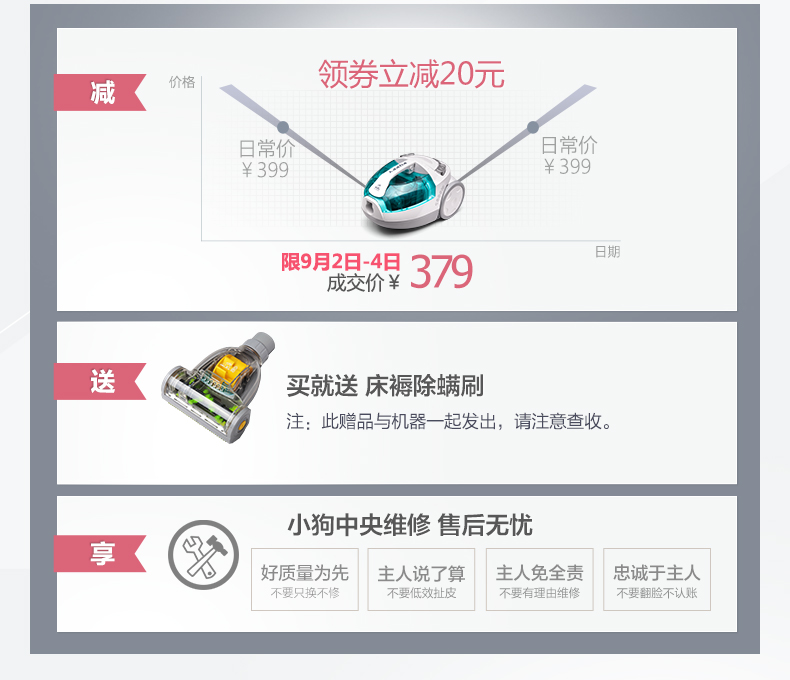 减
价格
领券立减20元
日常价
￥399
日常价
￥399
日期
限9月2日-4日
成交价￥379
送
买就送 床褥除螨刷
注：此赠品与机器一起发出，请注意查收。
享
小狗中央维修 售后无忧
好质量为先
不要只换不修
主人说了算
不要低效扯皮
主人免全责
不要有理由维修
忠诚于主人
不要翻脸不认账